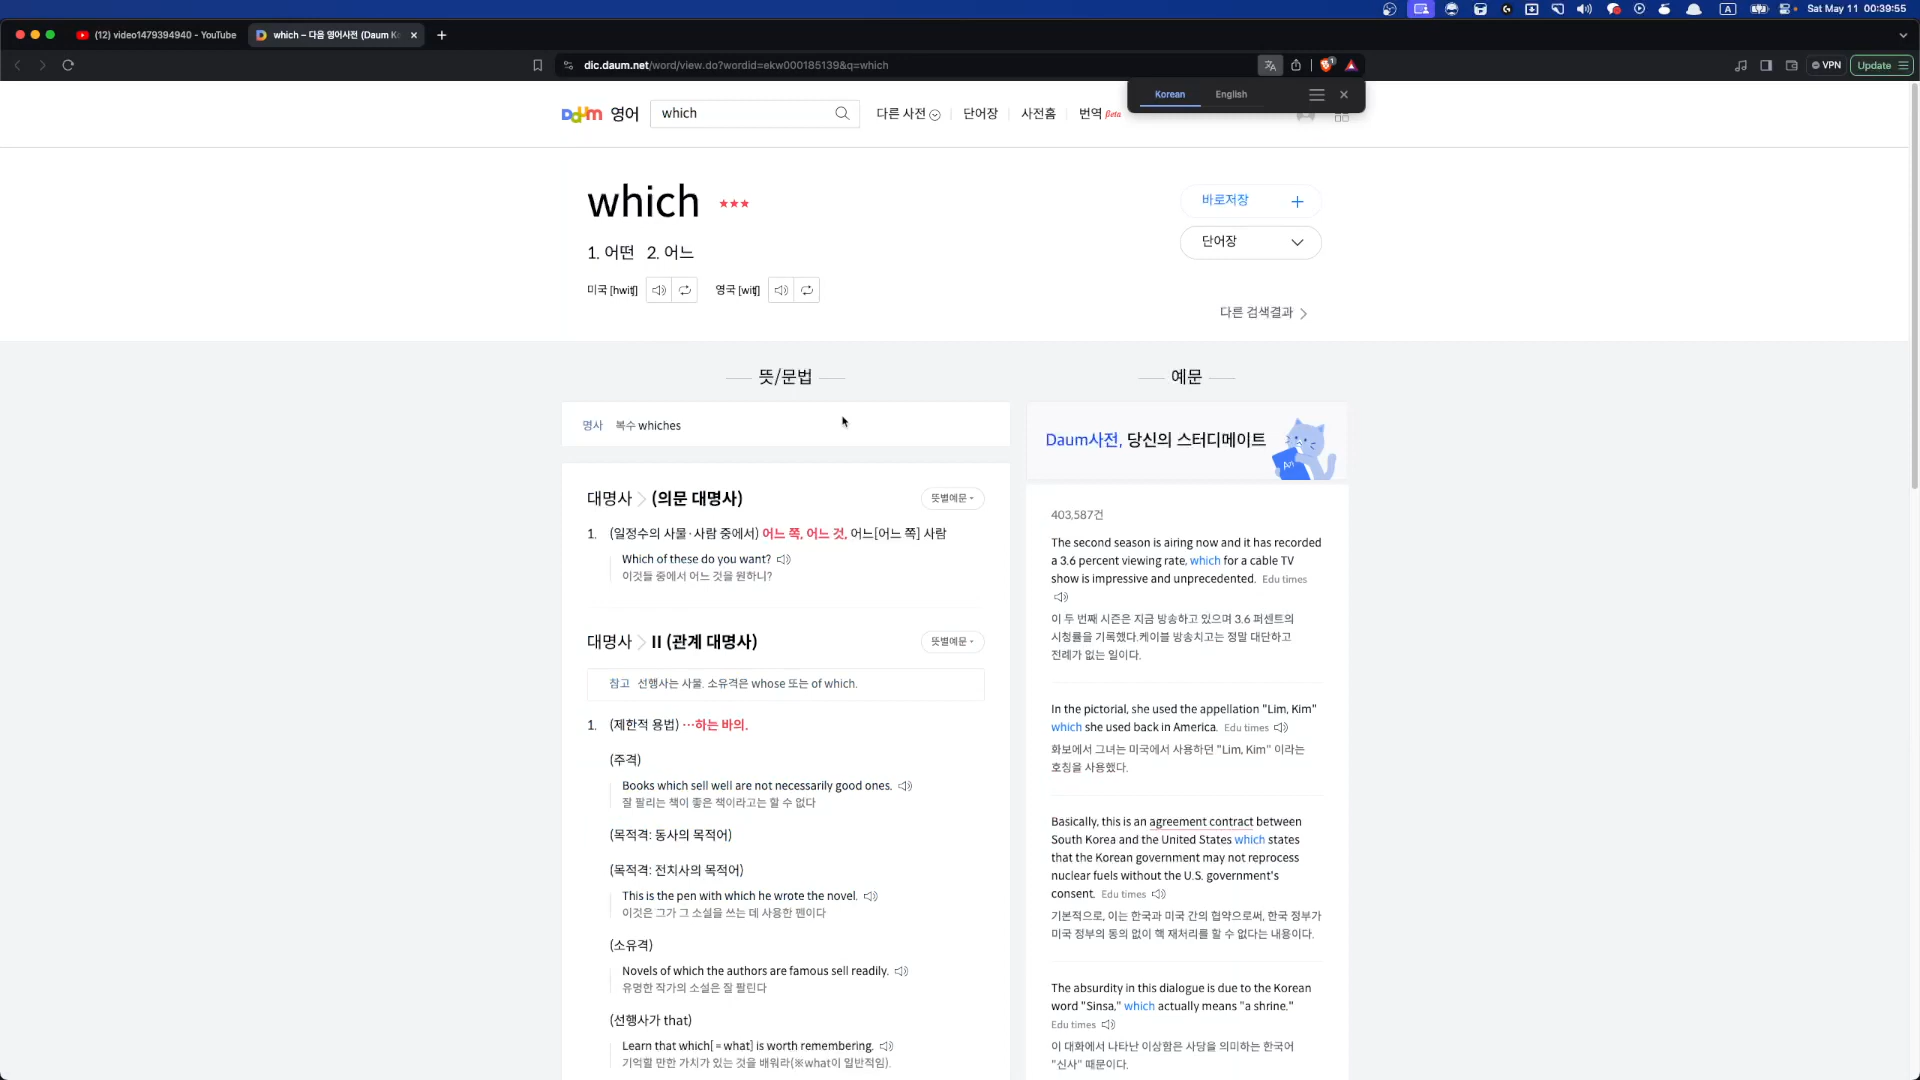 Sat May 11 00:39:55
(12) video1479394940 - YouTube
which – 다음 영어사전 (Daum K
dic.daum.net/word/view.do?wordid=ekw000185139&q=which
VPN
Update
Korean
English
Daum 영어
which
다른 사전
단어장
사전홈
번역 Beta
which ★★★
바로저장
1. 어떤 2. 어느
단어장
미국 [hwitʃ]
영국 [witʃ]
다른 검색결과
뜻/문법
명사 복수 whiches
대명사 (의문 대명사)
뜻별예문
1. (일정수의 사물·사람 중에서) 어느 쪽, 어느 것, 어느[어느 쪽] 사람
Which of these do you want?
이것들 중에서 어느 것을 원하니?
대명사 II (관계 대명사)
뜻별예문
참고 선행사는 사물. 소유격은 whose 또는 of which.
1. (제한적 용법) …하는 바의.
(주격)
Books which sell well are not necessarily good ones.
잘 팔리는 책이 좋은 책이라고는 할 수 없다
(목적격: 동사의 목적어)
(목적격: 전치사의 목적어)
This is the pen with which he wrote the novel.
이것은 그가 그 소설을 쓰는 데 사용한 펜이다
(소유격)
Novels of which the authors are famous sell readily.
유명한 작가의 소설은 잘 팔린다
(선행사가 that)
Learn that which[ = what] is worth remembering.
기억할 만한 가치가 있는 것을 배워라(※what이 일반적임).
예문
Daum사전, 당신의 스터디메이트
403,587건
The second season is airing now and it has recorded
a 3.6 percent viewing rate, which for a cable TV
show is impressive and unprecedented. Edu times
이 두 번째 시즌은 지금 방송하고 있으며 3.6 퍼센트의
시청률을 기록했다.케이블 방송치고는 정말 대단하고
전례가 없는 일이다.
In the pictorial, she used the appellation "Lim, Kim"
which she used back in America. Edu times
화보에서 그녀는 미국에서 사용하던 "Lim, Kim" 이라는
호칭을 사용했다.
Basically, this is an agreement contract between
South Korea and the United States which states
that the Korean government may not reprocess
nuclear fuels without the U.S. government's
consent. Edu times
기본적으로, 이는 한국과 미국 간의 협약으로써, 한국 정부가
미국 정부의 동의 없이 핵 재처리를 할 수 없다는 내용이다.
The absurdity in this dialogue is due to the Korean
word "Sinsa," which actually means "a shrine."
Edu times
이 대화에서 나타난 이상함은 사당을 의미하는 한국어
"신사" 때문이다.